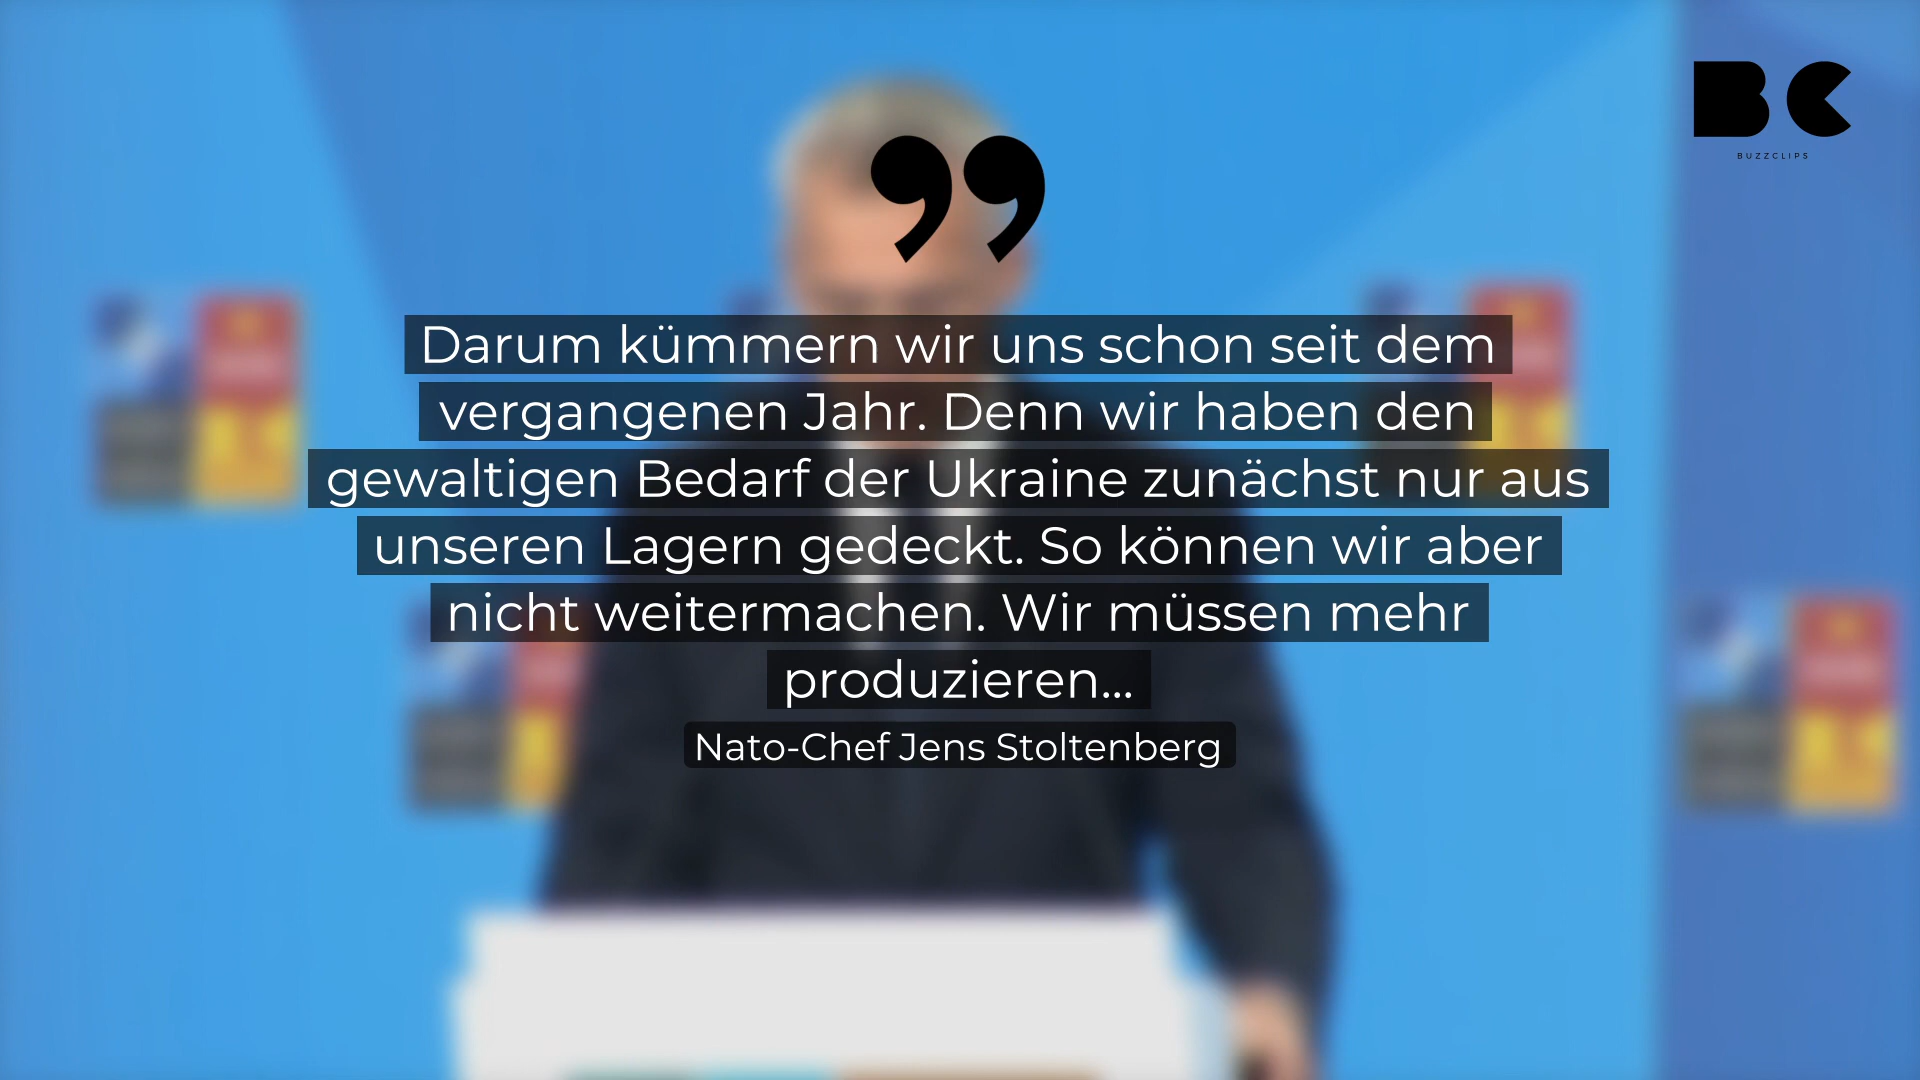 BC
BUZZCLIPS
”
Darum kümmern wir uns schon seit dem
vergangenen Jahr. Denn wir haben den
gewaltigen Bedarf der Ukraine zunächst nur aus
unseren Lagern gedeckt. So können wir aber
nicht weitermachen. Wir müssen mehr
produzieren...
Nato-Chef Jens Stoltenberg